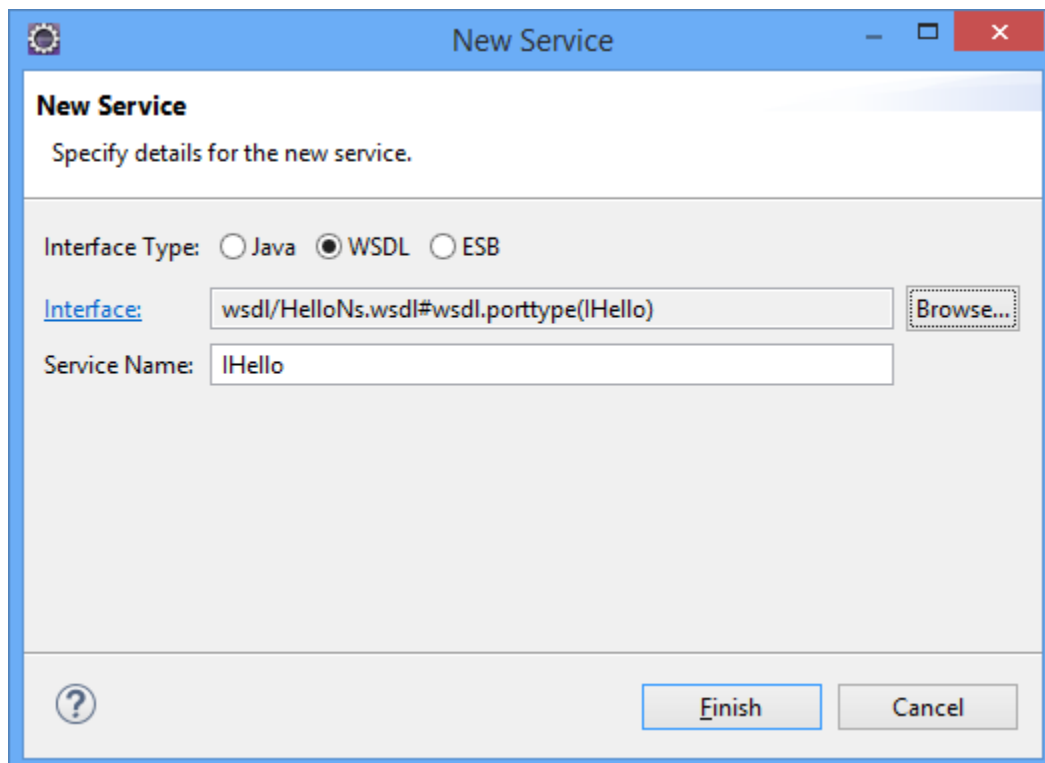 New Service
New Service
Specify details for the new service.
Interface Type: Java WSDL ESB
Interface: wsdl/HelloNs.wsdl#wsdl.porttype(IHello) Browse...
Service Name: IHello
? Finish Cancel